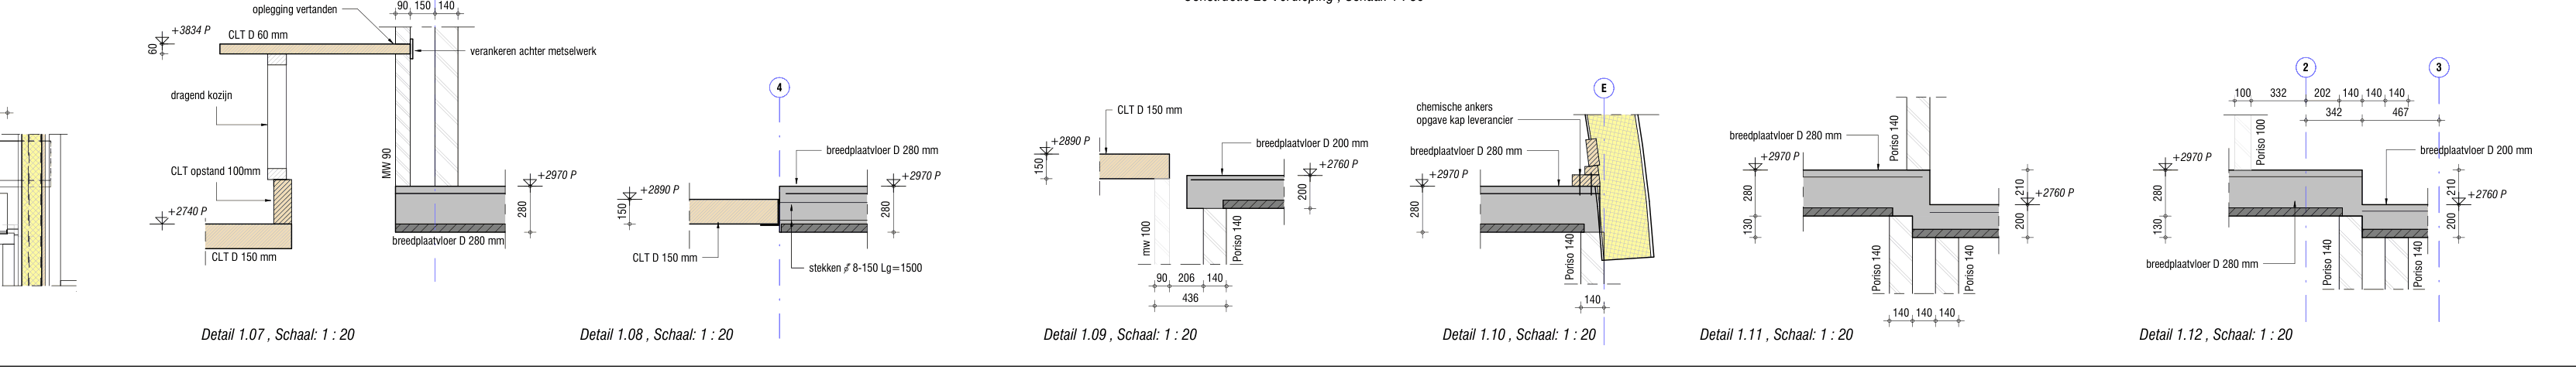 90 150 140
oplegging vertanden
+3834 P
CLT D 60 mm
60
verankeren achter metselwerk
dragend kozijn
MW 90
CLT opstand 100mm
+2970 P
280
+2740 P
breedplaatvloer D 280 mm
CLT D 150 mm
Detail 1.07 , Schaal: 1 : 20
4
breedplaatvloer D 280 mm
+2890 P
+2970 P
150
280
CLT D 150 mm
stekken 8-150 Lg=1500
Detail 1.08 , Schaal: 1 : 20
CLT D 150 mm
+2890 P
150
breedplaatvloer D 200 mm
+2760 P
200
mw 100
Poriso 140
90 206 140
436
Detail 1.09 , Schaal: 1 : 20
E
chemische ankers
opgave kap leverancier
breedplaatvloer D 280 mm
+2970 P
280
Poriso 140
140
Detail 1.10 , Schaal: 1 : 20
breedplaatvloer D 280 mm
Poriso 140
+2970 P
280
130
210
+2760 P
200
Poriso 140
Poriso 140
140 140 140
Detail 1.11 , Schaal: 1 : 20
2
3
100 332 202 140 140 140
342 467
Poriso 100
breedplaatvloer D 200 mm
+2970 P
280
130
210
+2760 P
200
breedplaatvloer D 280 mm
Poriso 140
Poriso 140
Detail 1.12 , Schaal: 1 : 20